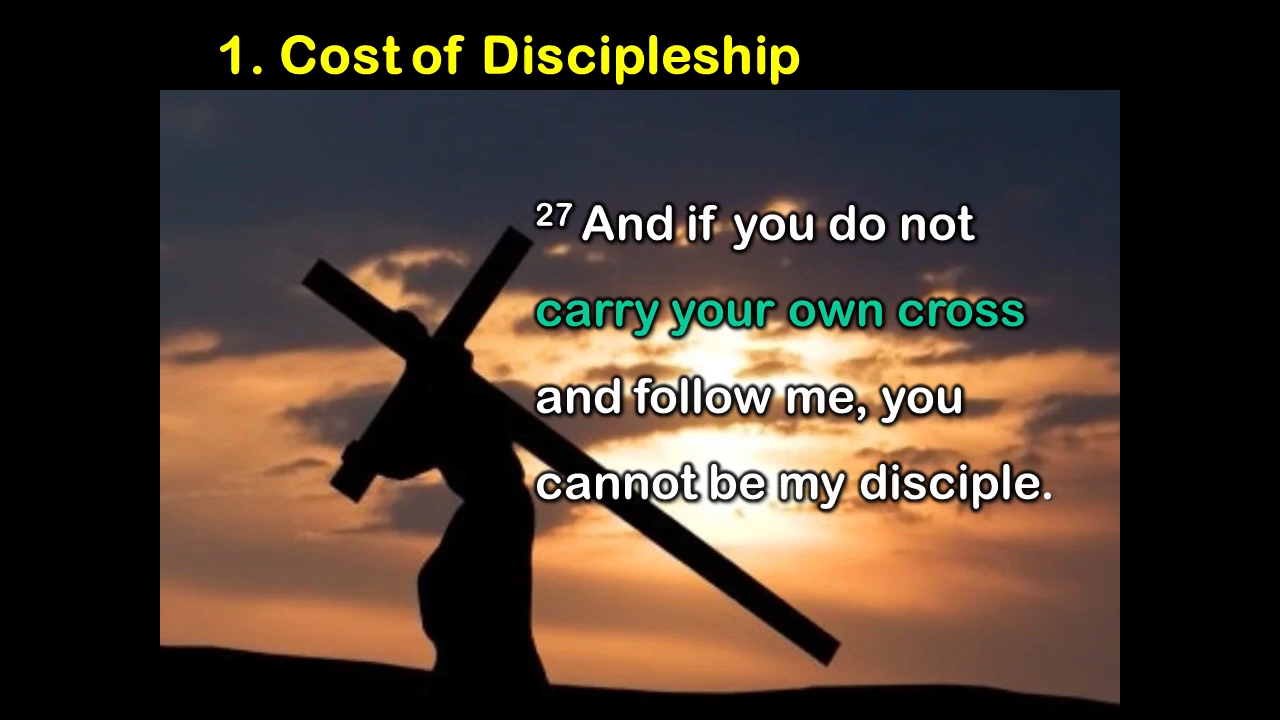 1. Cost of Discipleship
27 And if you do not
carry your own cross
and follow me, you
cannot be my disciple.